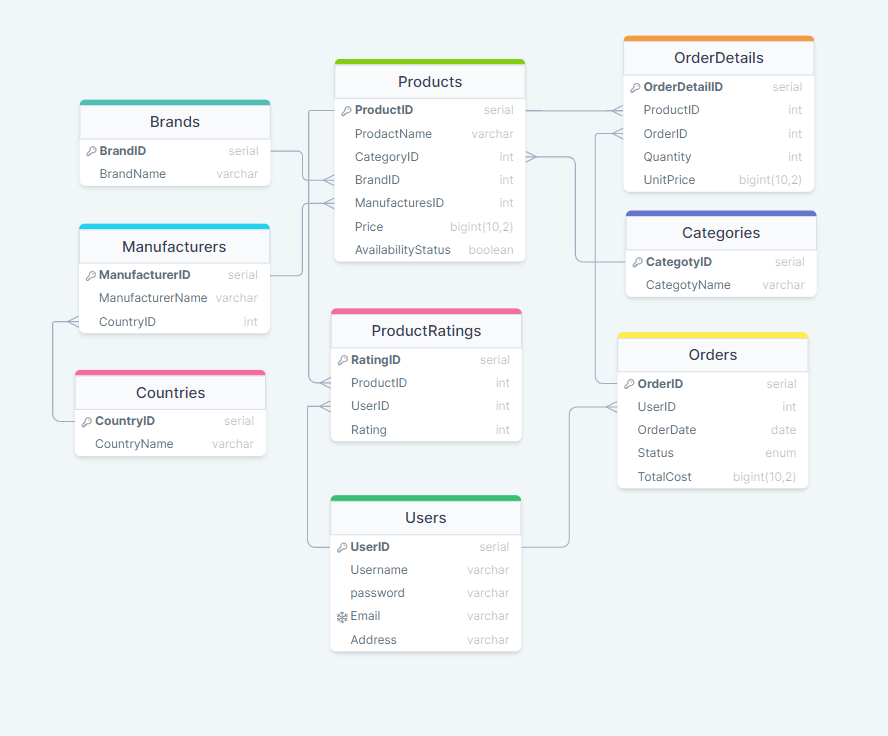 Brands
BrandID serial
BrandName varchar
Manufacturers
ManufacturerID serial
ManufacturerName varchar
CountryID int
Countries
CountryID serial
CountryName varchar
Products
ProductID serial
ProdactName varchar
CategoryID int
BrandID int
ManufacturesID int
Price bigint(10,2)
AvailabilityStatus boolean
ProductRatings
RatingID serial
ProductID int
UserID int
Rating int
Users
UserID serial
Username varchar
password varchar
Email varchar
Address varchar
OrderDetails
OrderDetailID serial
ProductID int
OrderID int
Quantity int
UnitPrice bigint(10,2)
Categories
CategotyID serial
CategotyName varchar
Orders
OrderID serial
UserID int
OrderDate date
Status enum
TotalCost bigint(10,2)